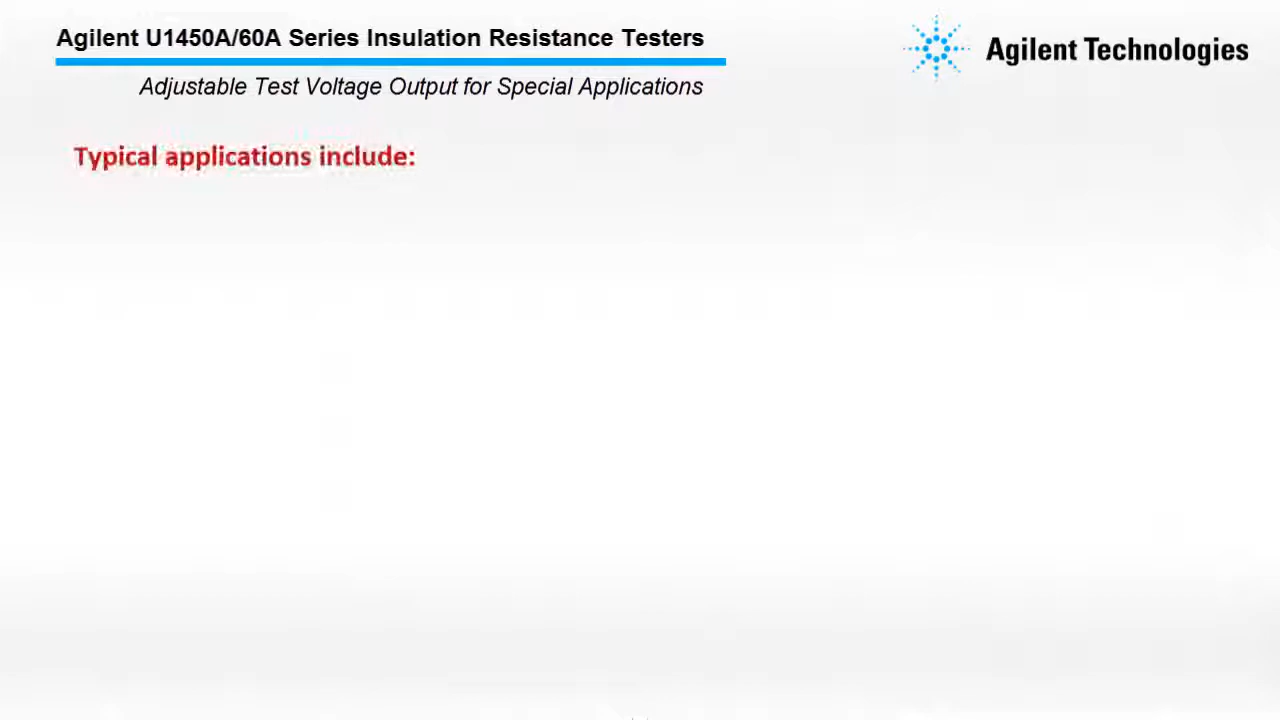 Agilent U1450A/60A Series Insulation Resistance Testers
Agilent Technologies
Adjustable Test Voltage Output for Special Applications
Typical applications include: